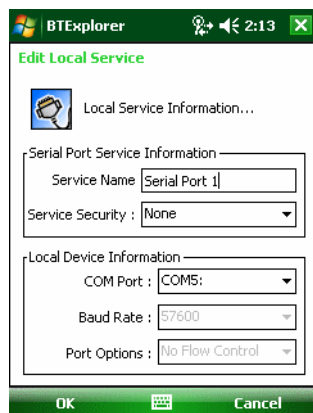 BTExplorer 2:13
Edit Local Service
Local Service Information...
Serial Port Service Information
Service Name Serial Port 1
Service Security : None
Local Device Information
COM Port : COM5:
Baud Rate : 57600
Port Options : No Flow Control
OK Cancel